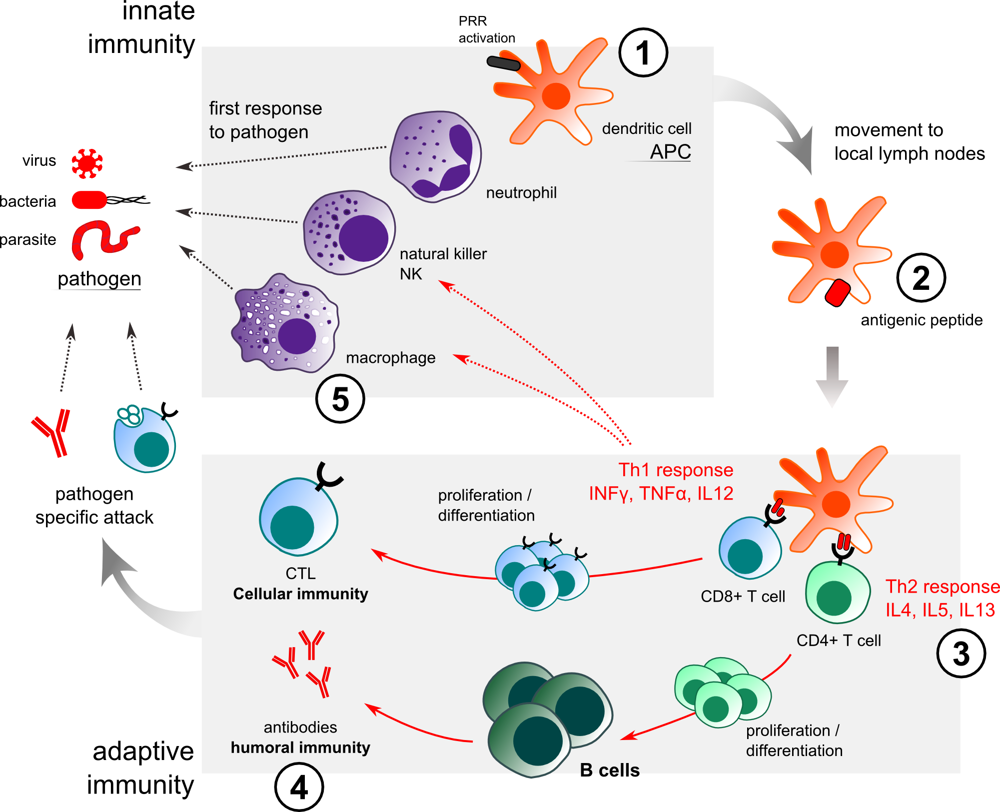 innate
immunity
PRR
activation
1
first response
to pathogen
dendritic cell
APC
movement to
local lymph nodes
virus
bacteria
parasite
pathogen
neutrophil
natural killer
NK
2
antigenic peptide
macrophage
5
pathogen
specific attack
Th1 response
INFγ, TNFα, IL12
proliferation /
differentiation
CTL
Cellular immunity
CD8+ T cell
Th2 response
IL4, IL5, IL13
CD4+ T cell
3
antibodies
humoral immunity
proliferation /
differentiation
B cells
adaptive
immunity
4